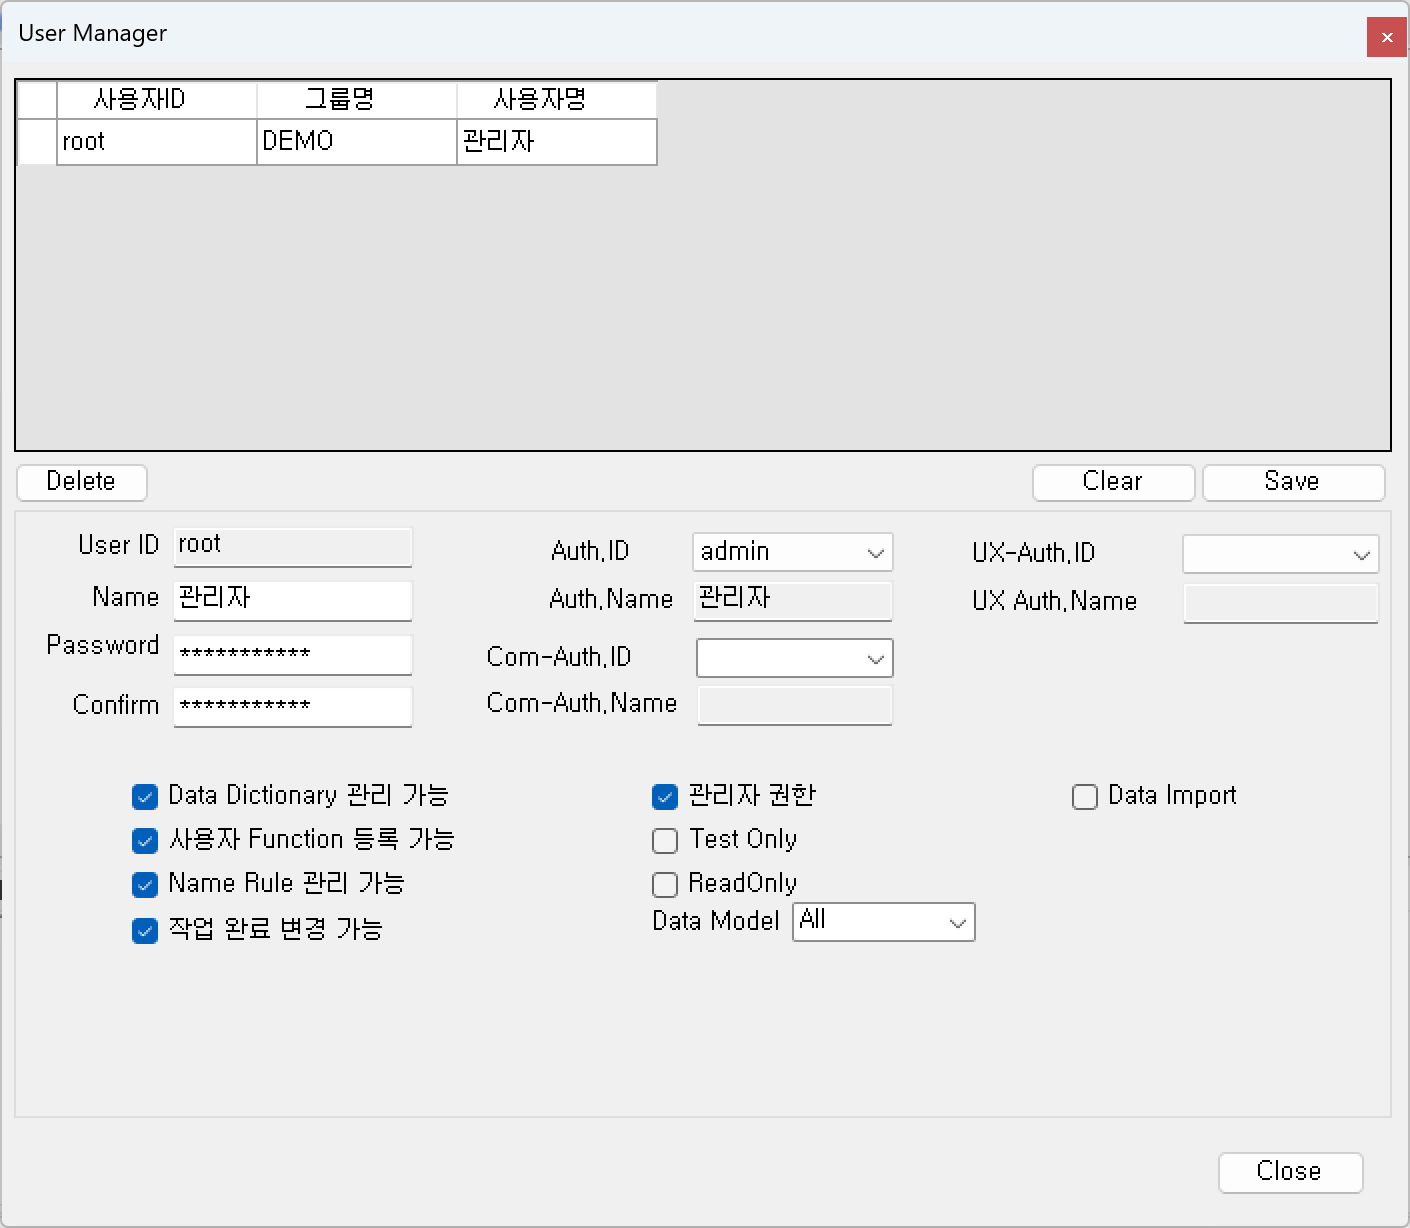 User Manager
사용자ID 그룹명 사용자명
root DEMO 관리자
Delete Clear Save
User ID root Auth.ID admin UX-Auth.ID
Name 관리자 Auth.Name 관리자 UX Auth.Name
Password *********** Com-Auth.ID
Confirm *********** Com-Auth.Name
Data Dictionary 관리 가능 관리자 권한 Data Import
사용자 Function 등록 가능 Test Only
Name Rule 관리 가능 ReadOnly
작업 완료 변경 가능 Data Model All
Close